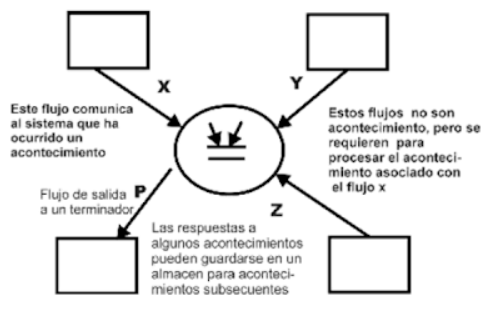 X
Y
Este flujo comunica
al sistema que ha
ocurrido un
acontecimiento
Estos flujos no son
acontecimiento, pero se
requieren para
procesar el aconteci-
miento asociado con
el flujo x
Flujo de salida
a un terminador
P
Z
Las respuestas a
algunos acontecimientos
pueden guardarse en un
almacen para aconteci-
mientos subsecuentes